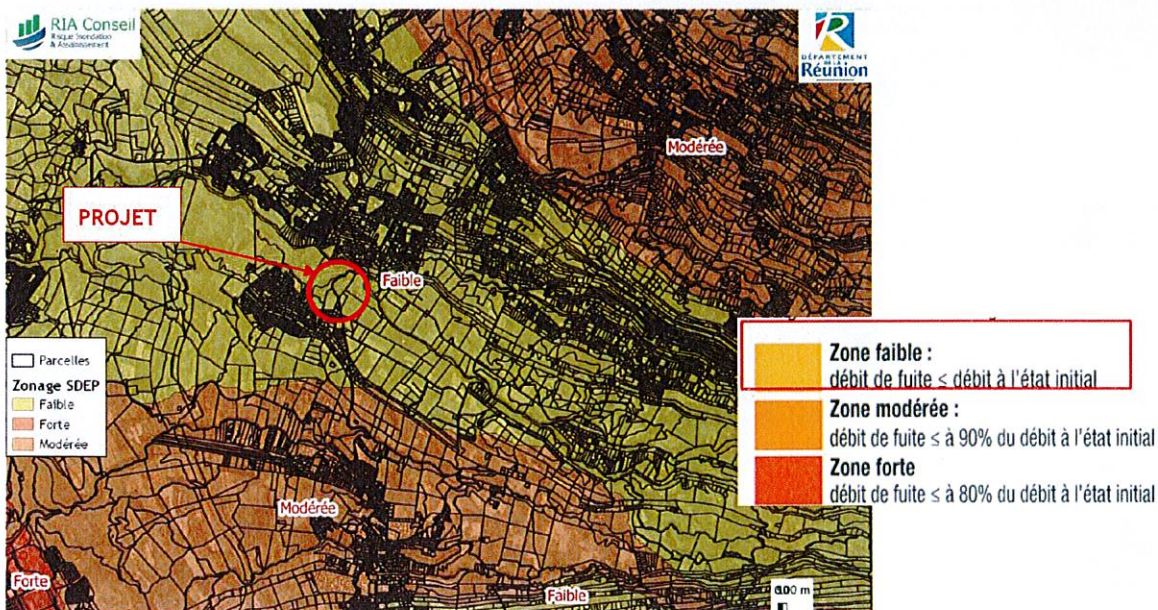 RIA Conseil
Risque Inondation
& Assainissement
DÉPARTEMENT
DE LA
Réunion
Modérée
PROJET
Faible
Parcelles
Zonage SDEP
Faible
Forte
Modérée
Zone faible :
débit de fuite ≤ débit à l'état initial
Zone modérée :
débit de fuite ≤ à 90% du débit à l'état initial
Zone forte
débit de fuite ≤ à 80% du débit à l'état initial
Modérée
Forte
Faible